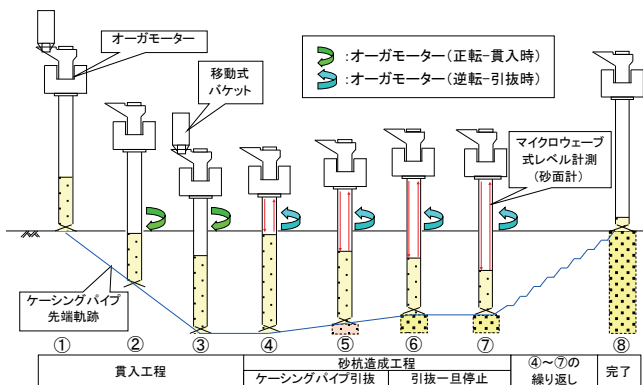 オーガモーター
移動式
バケット
:オーガモーター(正転-貫入時)
:オーガモーター(逆転-引抜時)
マイクロウェーブ
式レベル計測
(砂面計)
ケーシングパイプ
先端軌跡
① ② ③ ④ ⑤ ⑥ ⑦ ⑧
貫入工程
砂杭造成工程
ケーシングパイプ引抜
引抜一旦停止
④~⑦の
繰り返し
完了